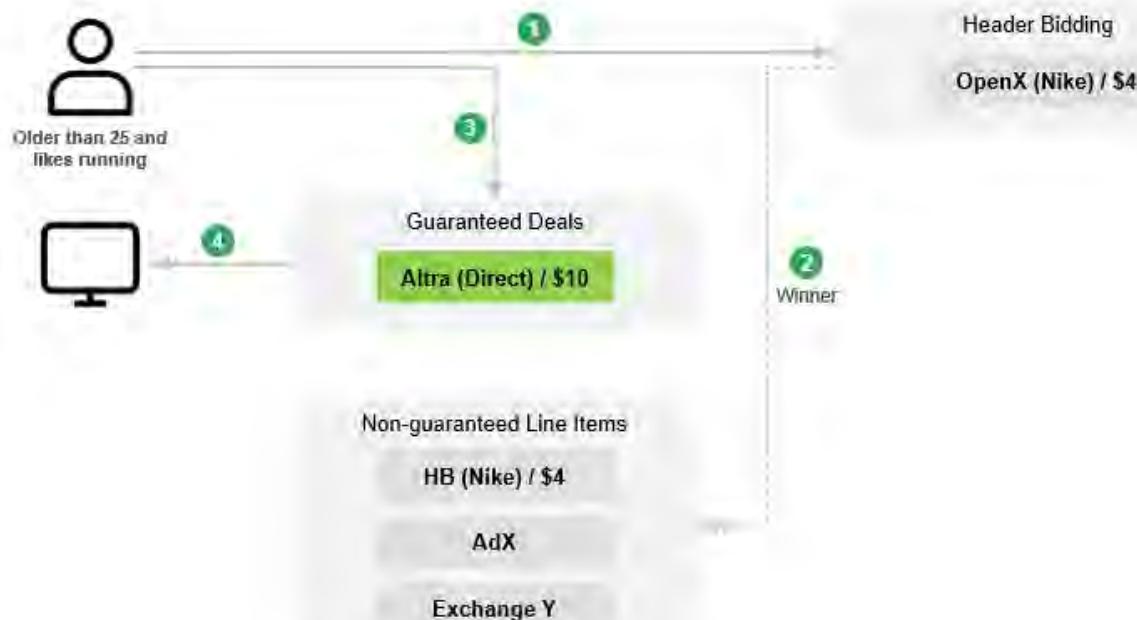 1
Header Bidding
OpenX (Nike) / $4
Older than 25 and
likes running
3
Guaranteed Deals
Altra (Direct) / $10
4
2
Winner
Non-guaranteed Line Items
HB (Nike) / $4
AdX
Exchange Y